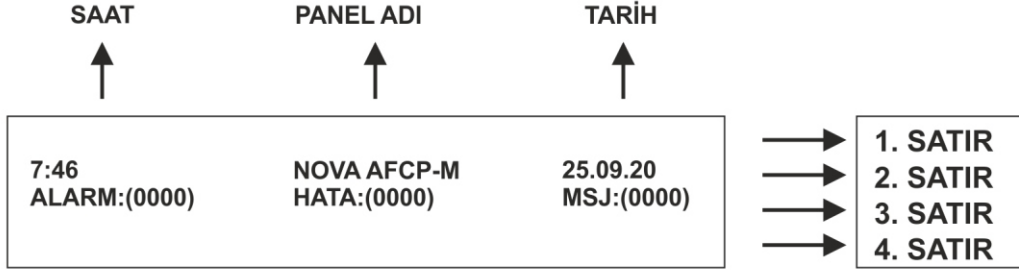 SAAT PANEL ADI TARİH
7:46 NOVA AFCP-M 25.09.20
ALARM:(0000) HATA:(0000) MSJ:(0000)
1. SATIR
2. SATIR
3. SATIR
4. SATIR